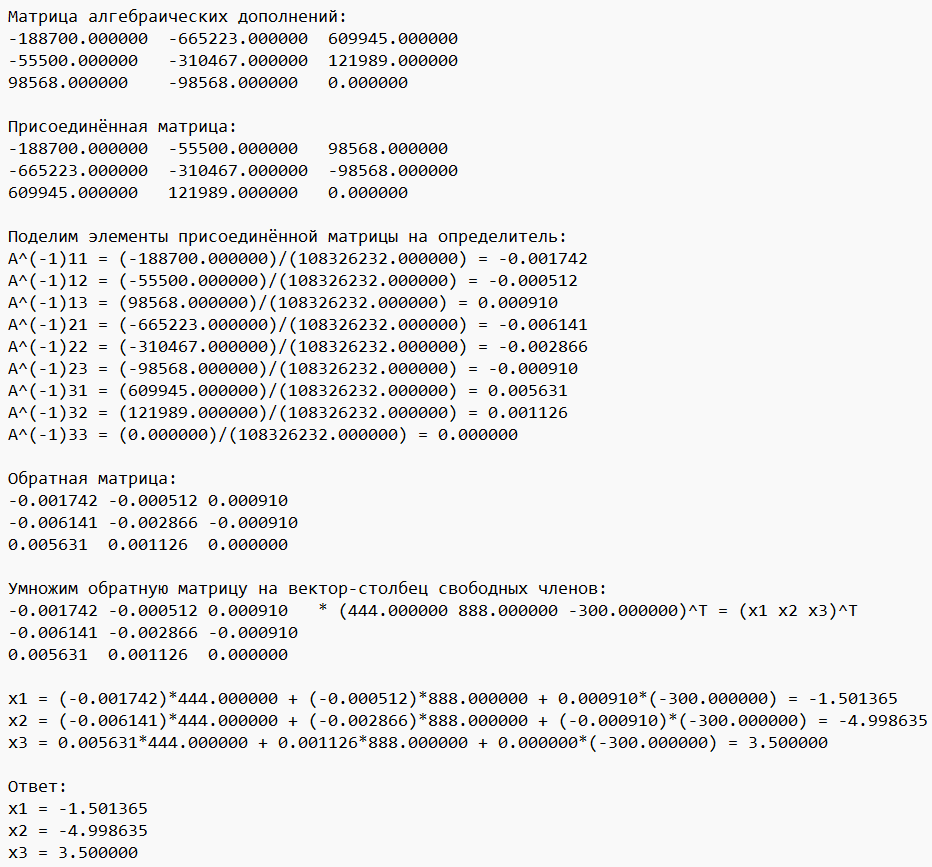 Матрица алгебраических дополнений:
-188700.000000  -665223.000000  609945.000000
-55500.000000   -310467.000000  121989.000000
98568.000000    -98568.000000   0.000000

Присоединённая матрица:
-188700.000000  -55500.000000   98568.000000
-665223.000000  -310467.000000  -98568.000000
609945.000000   121989.000000   0.000000

Поделим элементы присоединённой матрицы на определитель:
A^(-1)11 = (-188700.000000)/(108326232.000000) = -0.001742
A^(-1)12 = (-55500.000000)/(108326232.000000) = -0.000512
A^(-1)13 = (98568.000000)/(108326232.000000) = 0.000910
A^(-1)21 = (-665223.000000)/(108326232.000000) = -0.006141
A^(-1)22 = (-310467.000000)/(108326232.000000) = -0.002866
A^(-1)23 = (-98568.000000)/(108326232.000000) = -0.000910
A^(-1)31 = (609945.000000)/(108326232.000000) = 0.005631
A^(-1)32 = (121989.000000)/(108326232.000000) = 0.001126
A^(-1)33 = (0.000000)/(108326232.000000) = 0.000000

Обратная матрица:
-0.001742 -0.000512 0.000910
-0.006141 -0.002866 -0.000910
0.005631  0.001126  0.000000

Умножим обратную матрицу на вектор-столбец свободных членов:
-0.001742 -0.000512 0.000910   * (444.000000 888.000000 -300.000000)^T = (x1 x2 x3)^T
-0.006141 -0.002866 -0.000910
0.005631  0.001126  0.000000

x1 = (-0.001742)*444.000000 + (-0.000512)*888.000000 + 0.000910*(-300.000000) = -1.501365
x2 = (-0.006141)*444.000000 + (-0.002866)*888.000000 + (-0.000910)*(-300.000000) = -4.998635
x3 = 0.005631*444.000000 + 0.001126*888.000000 + 0.000000*(-300.000000) = 3.500000

Ответ:
x1 = -1.501365
x2 = -4.998635
x3 = 3.500000